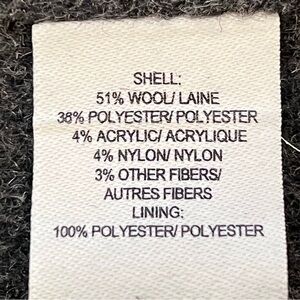 SHELL:
51% WOOL/ LAINE
38% POLYESTER/ POLYESTER
4% ACRYLIC/ ACRYLIQUE
4% NYLON/ NYLON
3% OTHER FIBERS/
AUTRES FIBERS
LINING:
100% POLYESTER/ POLYESTER